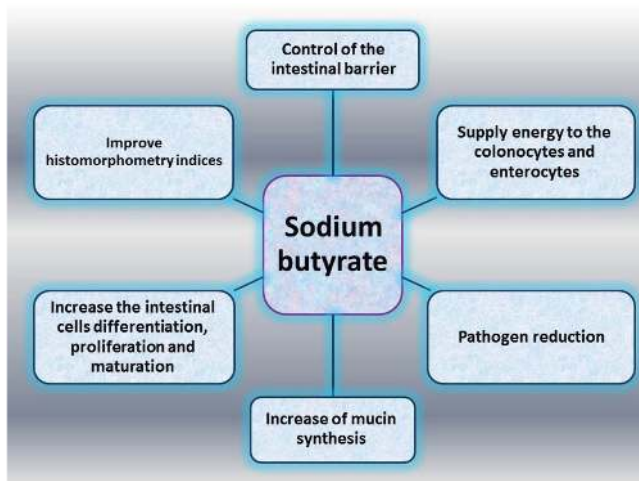 Control of the
intestinal barrier
Improve
histomorphometry indices
Supply energy to the
colonocytes and
enterocytes
Sodium
butyrate
Increase the intestinal
cells differentiation,
proliferation and
maturation
Pathogen reduction
Increase of mucin
synthesis